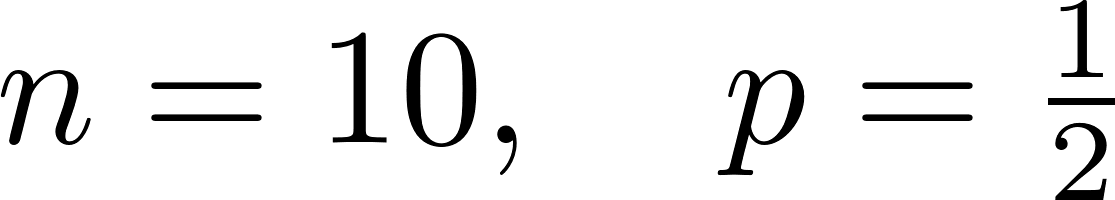 n = 10, p = 1/2